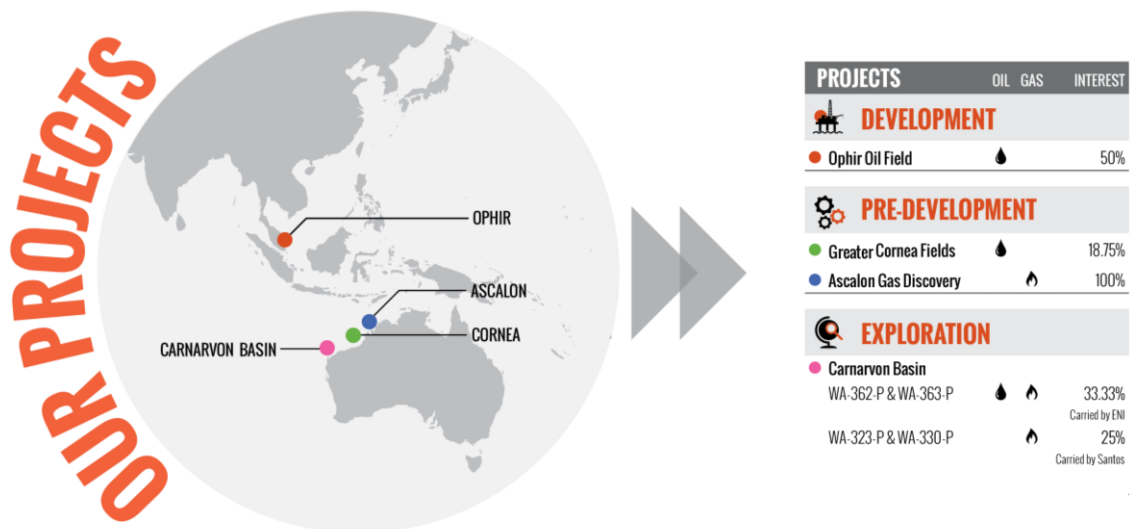 OUR PROJECTS
OPHIR
ASCALON
CORNEA
CARNARVON BASIN
PROJECTS OIL GAS INTEREST
DEVELOPMENT
Ophir Oil Field 50%
PRE-DEVELOPMENT
Greater Cornea Fields 18.75%
Ascalon Gas Discovery 100%
EXPLORATION
Carnarvon Basin
WA-362-P & WA-363-P 33.33%
Carried by ENI
WA-323-P & WA-330-P 25%
Carried by Santos